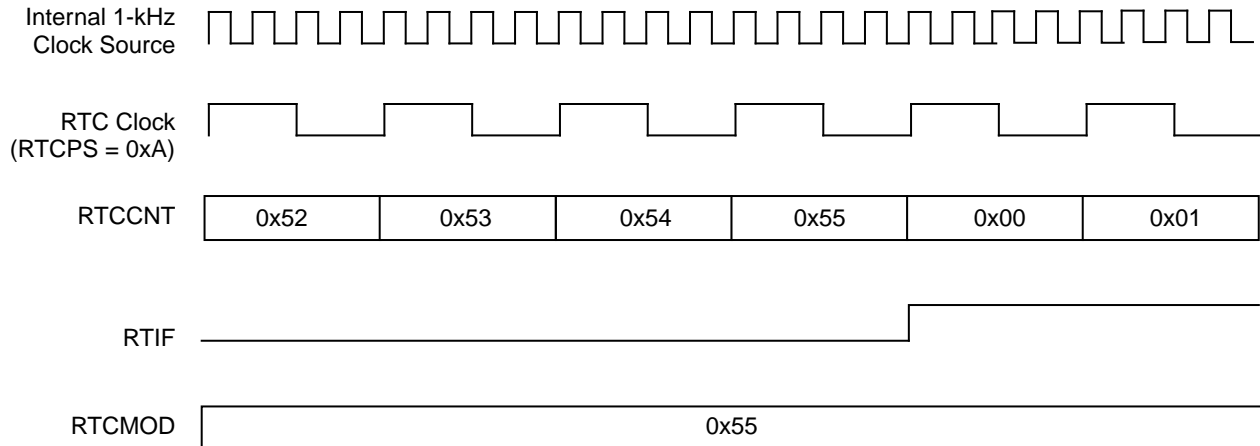 Internal 1-kHz
Clock Source
RTC Clock
(RTCPS = 0xA)
RTCCNT
0x52 0x53 0x54 0x55 0x00 0x01
RTIF
RTCMOD
0x55